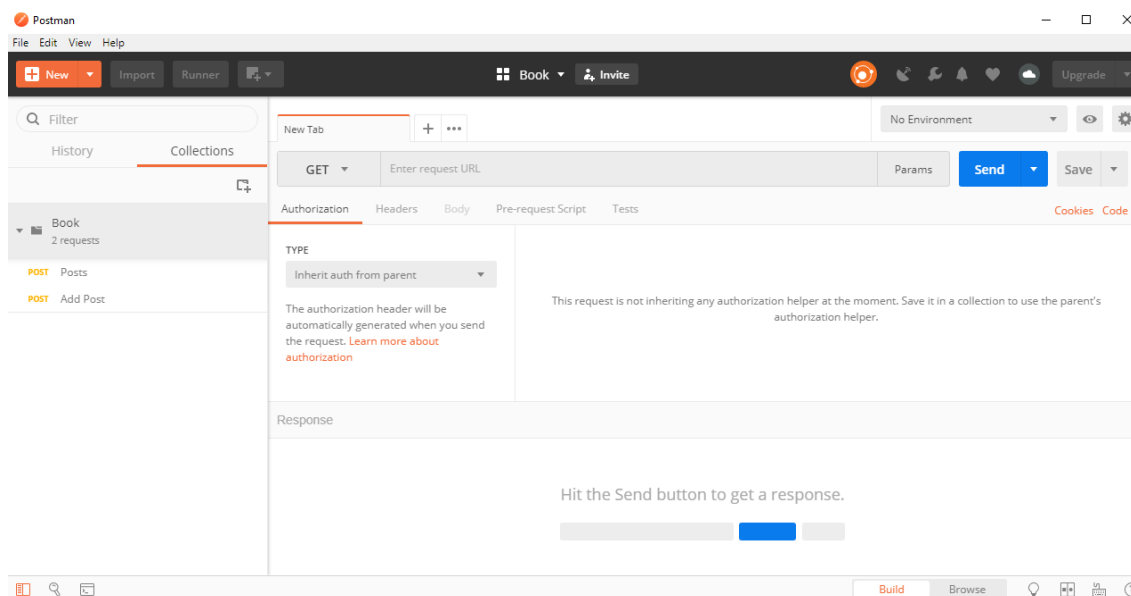 Postman
File Edit View Help
New Import Runner Book Invite Upgrade
Filter
History Collections
Book
2 requests
POST Posts
POST Add Post
New Tab
No Environment
GET Enter request URL Params Send Save
Authorization Headers Body Pre-request Script Tests Cookies Code
TYPE
Inherit auth from parent
The authorization header will be
automatically generated when you send
the request. Learn more about
authorization
This request is not inheriting any authorization helper at the moment. Save it in a collection to use the parent's
authorization helper.
Response
Hit the Send button to get a response.
Build Browse